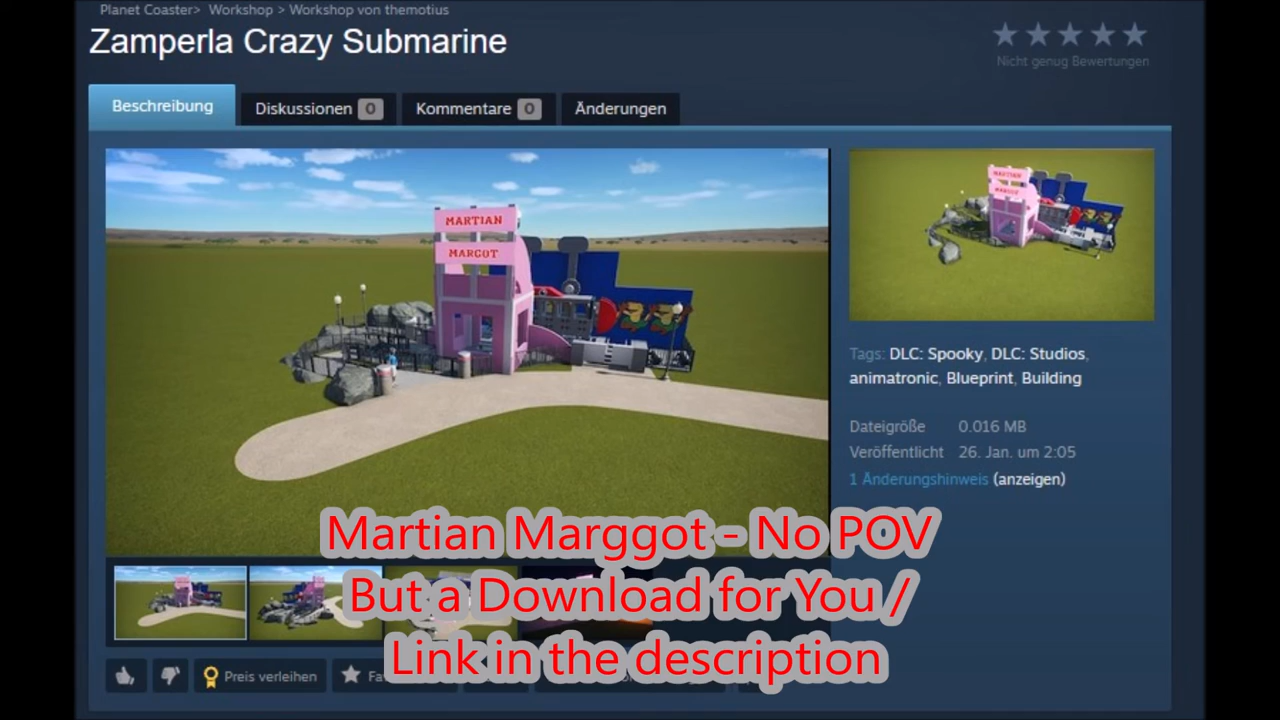 Planet Coaster> Workshop > Workshop von themotius
Zamperla Crazy Submarine
Nicht genug Bewertungen
Beschreibung
Diskussionen 0
Kommentare 0
Änderungen
MARTIAN
MARGOT
MARTIAN
MARGOT
Tags: DLC: Spooky, DLC: Studios,
animatronic, Blueprint, Building
Dateigröße 0.016 MB
Veröffentlicht 26. Jan. um 2:05
1 Änderungshinweis (anzeigen)
Martian Marggot - No POV
But a Download for You /
Link in the description
Preis verleihen